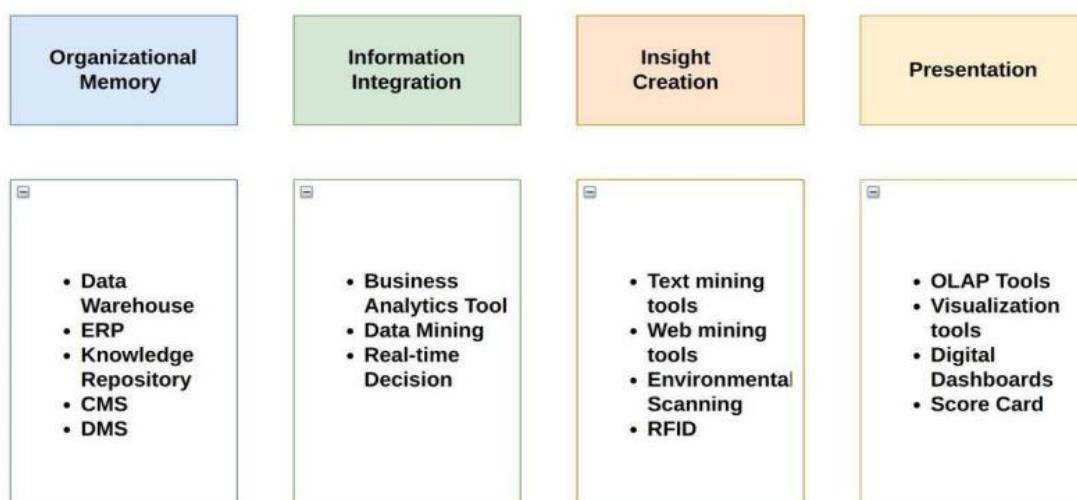 Organizational
Memory
Information
Integration
Insight
Creation
Presentation
• Data
Warehouse
• ERP
• Knowledge
Repository
• CMS
• DMS
• Business
Analytics Tool
• Data Mining
• Real-time
Decision
• Text mining
tools
• Web mining
tools
• Environmental
Scanning
• RFID
• OLAP Tools
• Visualization
tools
• Digital
Dashboards
• Score Card